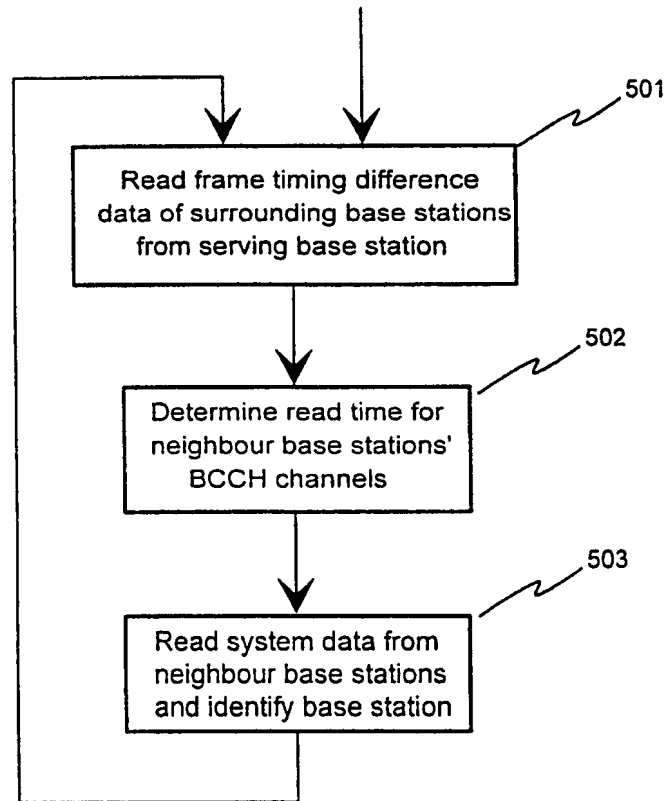 501
Read frame timing difference
data of surrounding base stations
from serving base station
502
Determine read time for
neighbour base stations'
BCCH channels
503
Read system data from
neighbour base stations
and identify base station